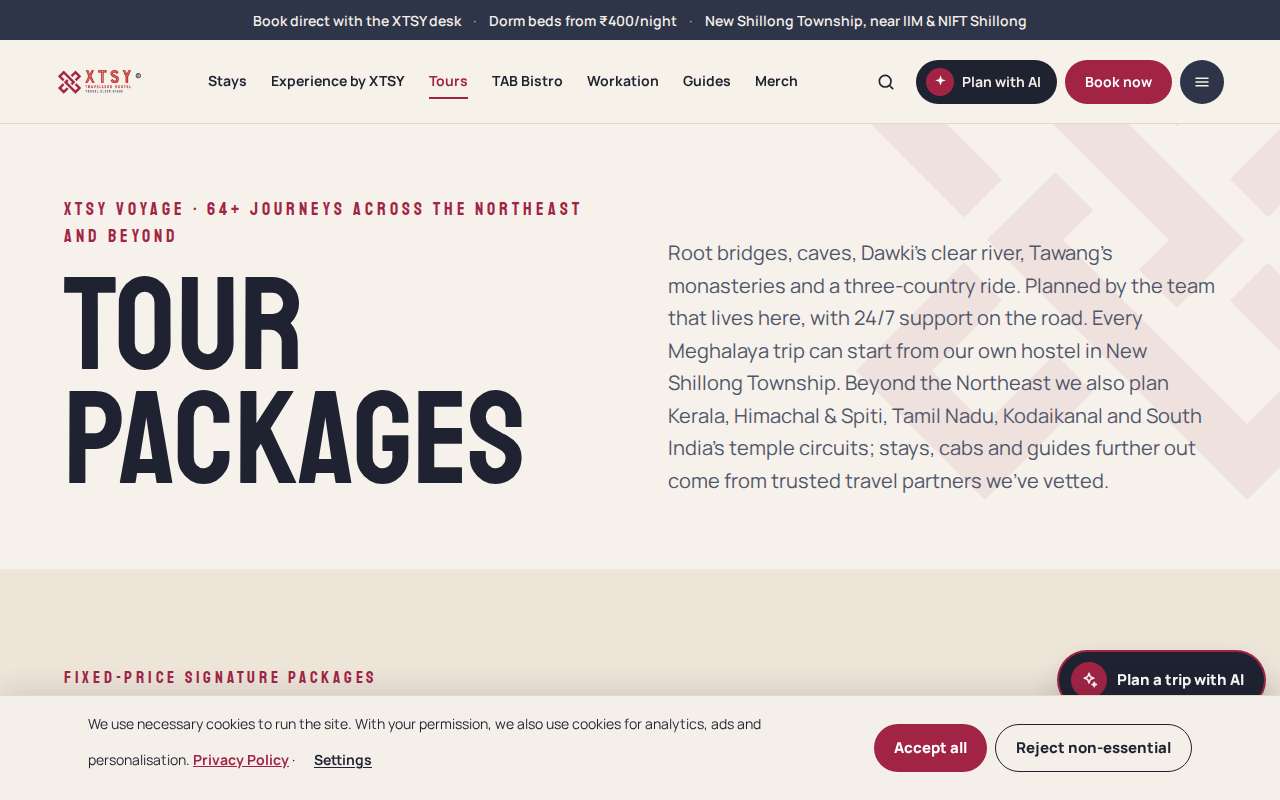 Book direct with the XTSY desk · Dorm beds from ₹400/night · New Shillong Township, near IIM & NIFT Shillong
XTSY ®
Stays Experience by XTSY Tours TAB Bistro Workation Guides Merch Plan with AI Book now
XTSY VOYAGE · 64+ JOURNEYS ACROSS THE NORTHEAST
AND BEYOND
TOUR
PACKAGES
Root bridges, caves, Dawki's clear river, Tawang's
monasteries and a three-country ride. Planned by the team
that lives here, with 24/7 support on the road. Every
Meghalaya trip can start from our own hostel in New
Shillong Township. Beyond the Northeast we also plan
Kerala, Himachal & Spiti, Tamil Nadu, Kodaikanal and South
India's temple circuits; stays, cabs and guides further out
come from trusted travel partners we've vetted.
FIXED-PRICE SIGNATURE PACKAGES
Plan a trip with AI
We use necessary cookies to run the site. With your permission, we also use cookies for analytics, ads and
personalisation. Privacy Policy · Settings
Accept all Reject non-essential